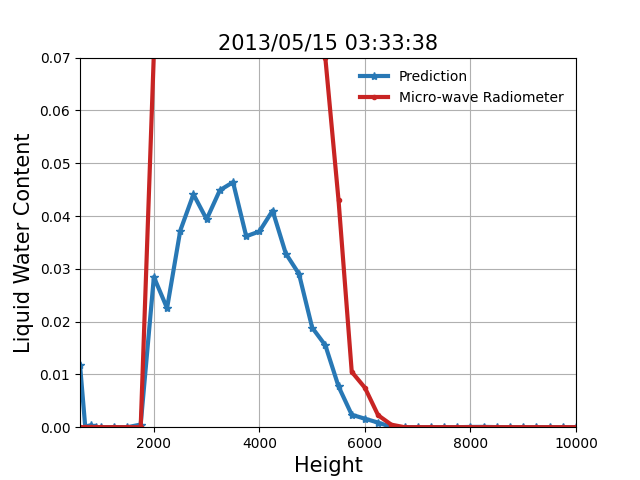 2013/05/15 03:33:38
Prediction
Micro-wave Radiometer
Liquid Water Content
0.07
0.06
0.05
0.04
0.03
0.02
0.01
0.00
2000 4000 6000 8000 10000
Height